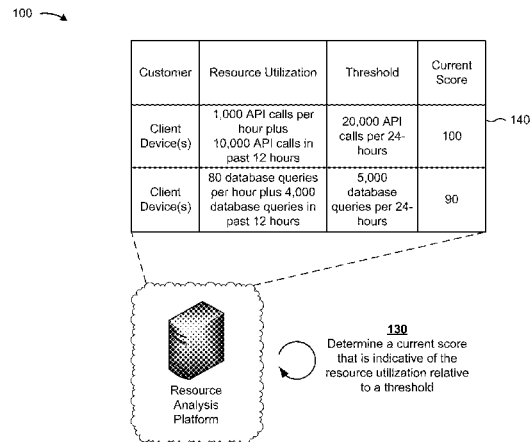 100
Customer
Resource Utilization
Threshold
Current
Score
Client
Device(s)
1,000 API calls per
hour plus
10,000 API calls in
past 12 hours
20,000 API
calls per 24-
hours
100
140
Client
Device(s)
80 database queries
per hour plus 4,000
database queries in
past 12 hours
5,000
database
queries per 24-
hours
90
Resource
Analysis
Platform
130
Determine a current score
that is indicative of the
resource utilization relative
to a threshold